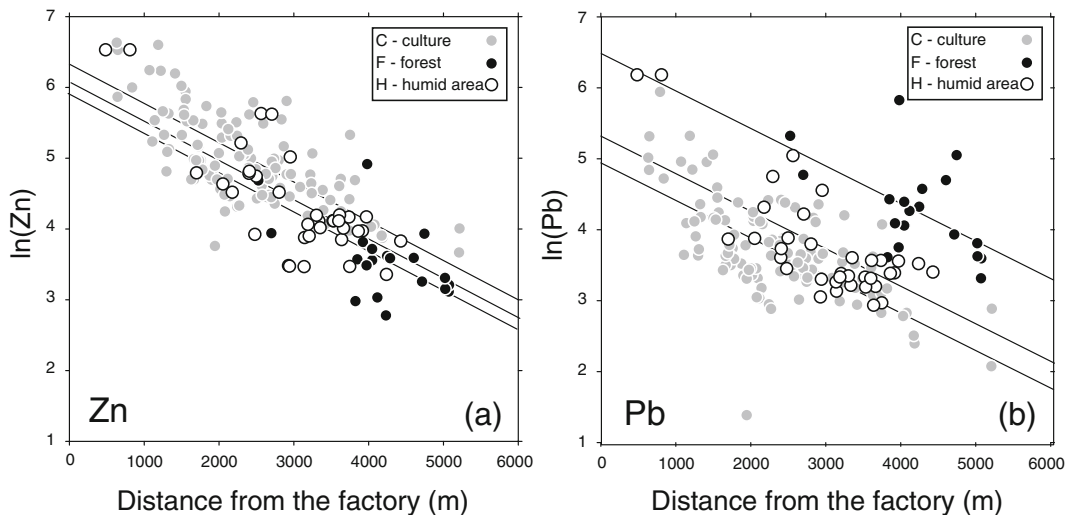 7
6
5
4
3
2
1
ln(Zn)
C - culture
F - forest
H - humid area
Zn
(a)
0
1000
2000
3000
4000
5000
6000
Distance from the factory (m)
7
6
5
4
3
2
1
ln(Pb)
C - culture
F - forest
H - humid area
Pb
(b)
0
1000
2000
3000
4000
5000
6000
Distance from the factory (m)